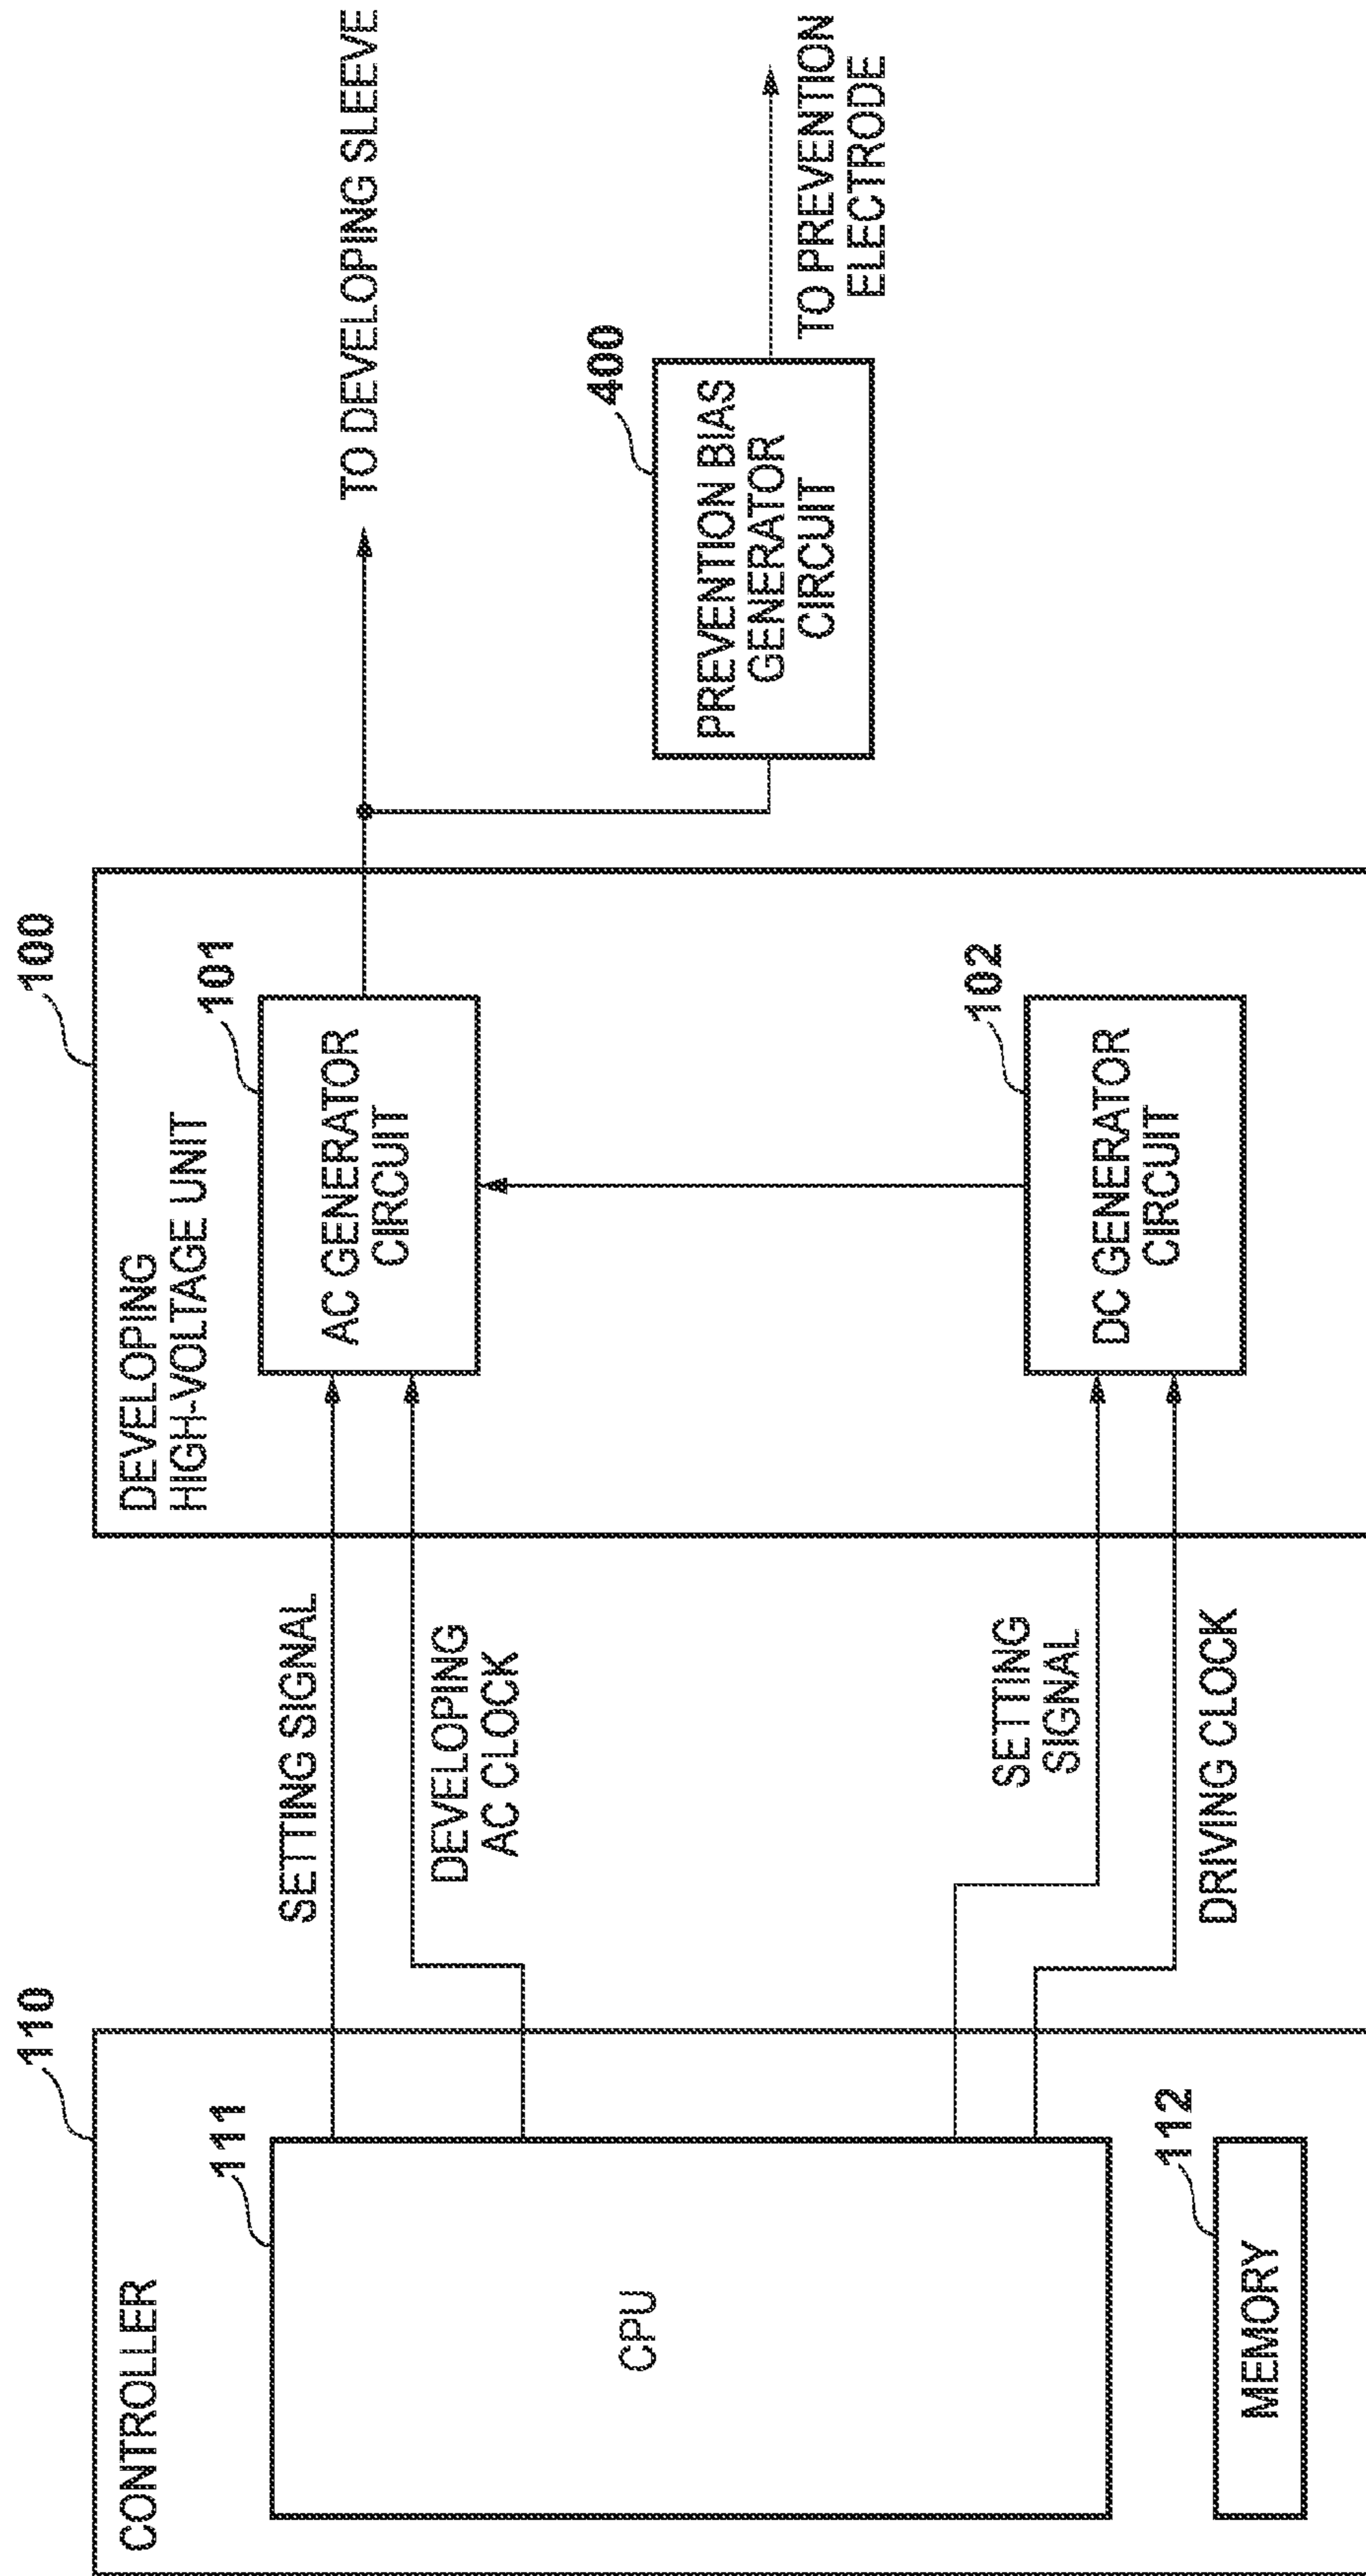 110
CONTROLLER
111
CPU
112
MEMORY
SETTING SIGNAL
DEVELOPING
AC CLOCK
SETTING
SIGNAL
DRIVING CLOCK
100
DEVELOPING
HIGH-VOLTAGE UNIT
101
AC GENERATOR
CIRCUIT
102
DC GENERATOR
CIRCUIT
TO DEVELOPING SLEEVE
400
PREVENTION BIAS
GENERATOR
CIRCUIT
TO PREVENTION
ELECTRODE